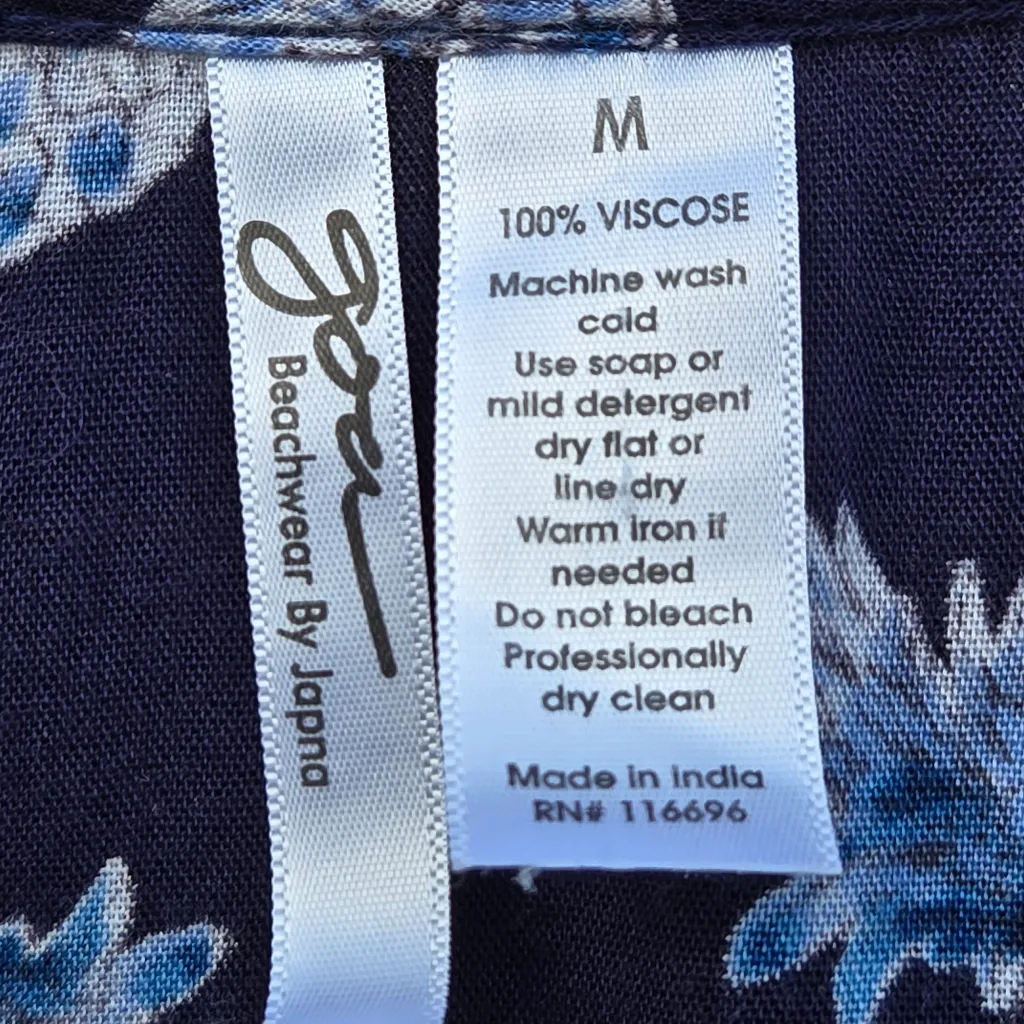 Beachwear By Japna
M
100% VISCOSE
Machine wash
cold
Use soap or
mild detergent
dry flat or
line dry
Warm iron if
needed
Do not bleach
Professionally
dry clean
Made in India
RN# 116696